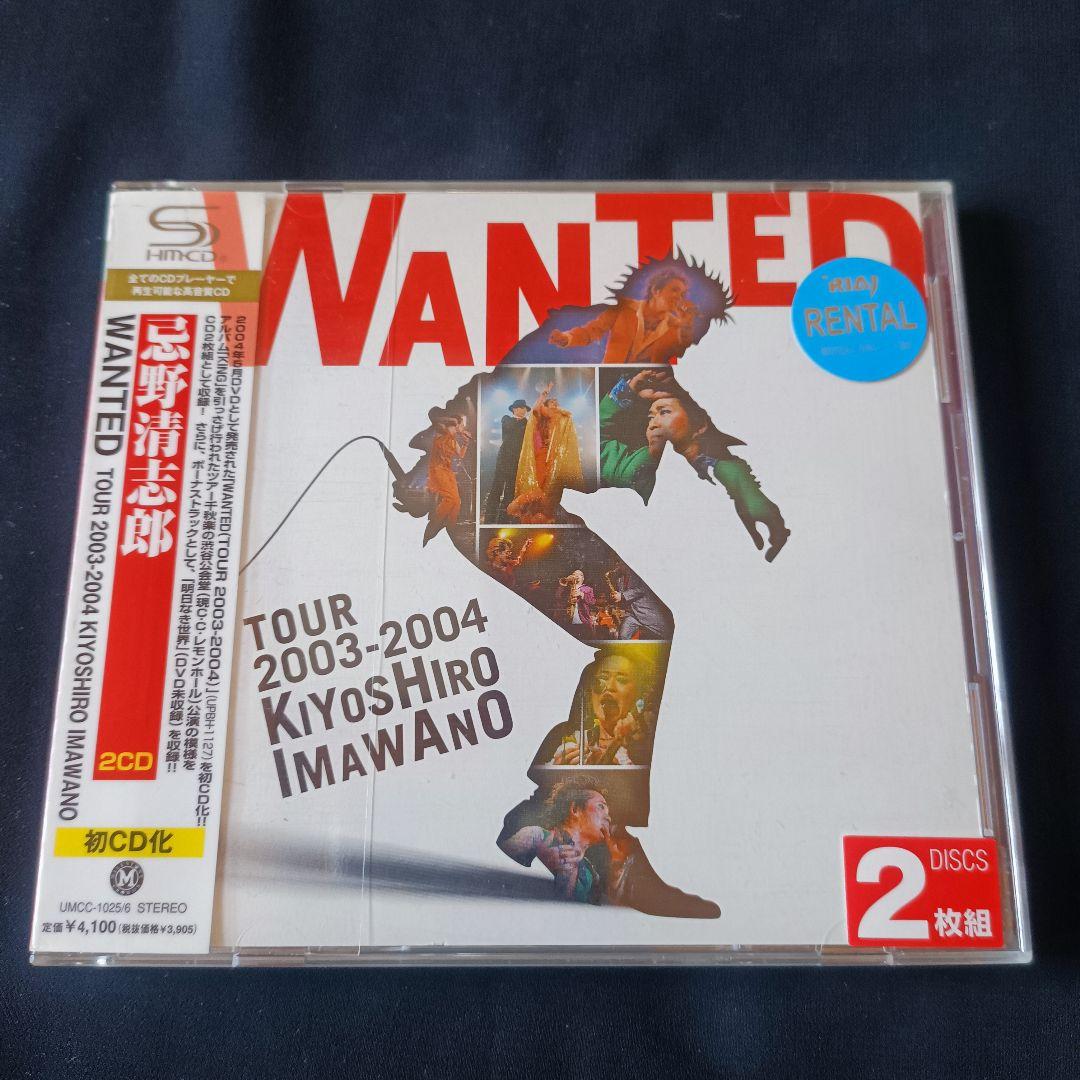 SHM-CD
全てのCDプレーヤーで
再生可能な高音質CD
忌野清志郎
WANTED TOUR 2003-2004 KIYOSHIRO IMAWANO
2004年5月DVDとして発売された「WANTED(TOUR 2003-2004)」(UPBH-1127)を初CD化!!
アルバム「KING」を引っさげ行われたツアー千秋楽の渋谷公会堂(現C.C.レモンホール)公演の模様を
CD2枚組として収録! さらに、ボーナストラックとして、「明日なき世界」(DVD未収録)を収録!!
2CD
初CD化
M
UMCC-1025/6 STEREO
定価¥4,100(税抜価格¥3,905)
WANTED
RIAJ
RENTAL
TOUR
2003-2004
KIYOSHIRO
IMAWANO
2 DISCS
枚組